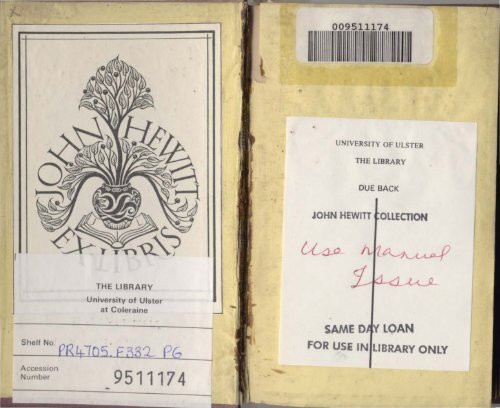 JOHN HEWITT
EX LIBRIS
THE LIBRARY
University of Ulster
at Coleraine
Shelf No. PR4705.F332 P6
Accession
Number 9511174
009511174
UNIVERSITY OF ULSTER
THE LIBRARY
DUE BACK
JOHN HEWITT COLLECTION
Use Manual
Issue
SAME DAY LOAN
FOR USE IN LIBRARY ONLY